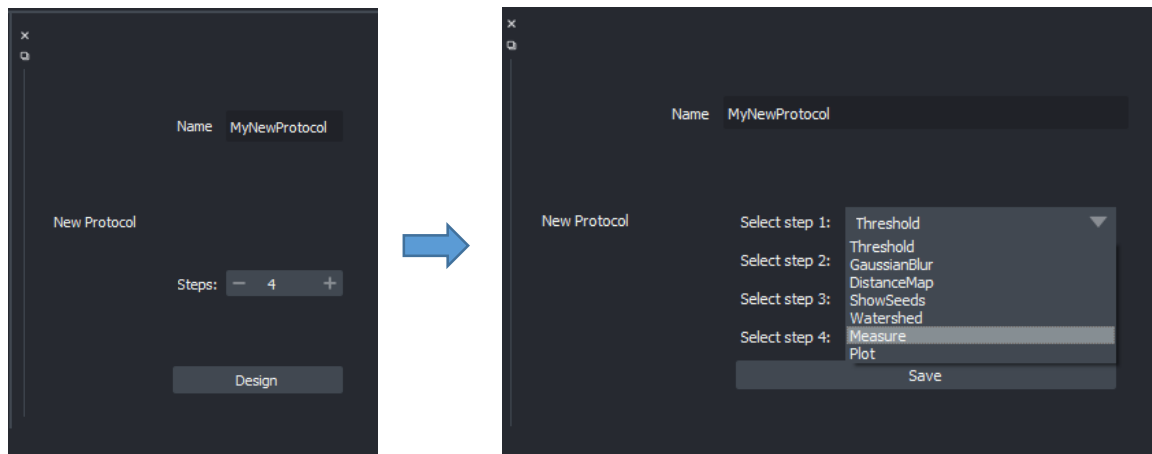 Name MyNewProtocol
New Protocol
Steps: − 4 +
Design
Name MyNewProtocol
New Protocol
Select step 1: Threshold
Threshold
Select step 2: GaussianBlur
DistanceMap
Select step 3: ShowSeeds
Watershed
Select step 4: Measure
Plot
Save